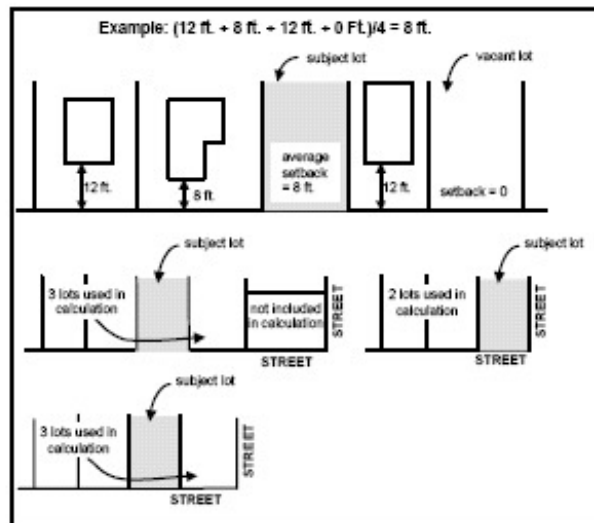 Example: (12 ft. + 8 ft. + 12 ft. + 0 Ft.)/4 = 8 ft.
subject lot
vacant lot
average
setback
= 8 ft.
12 ft.
8 ft.
12 ft.
setback = 0
subject lot
subject lot
3 lots used in
calculation
not included
in calculation
STREET
STREET
2 lots used in
calculation
STREET
STREET
subject lot
3 lots used in
calculation
STREET
STREET